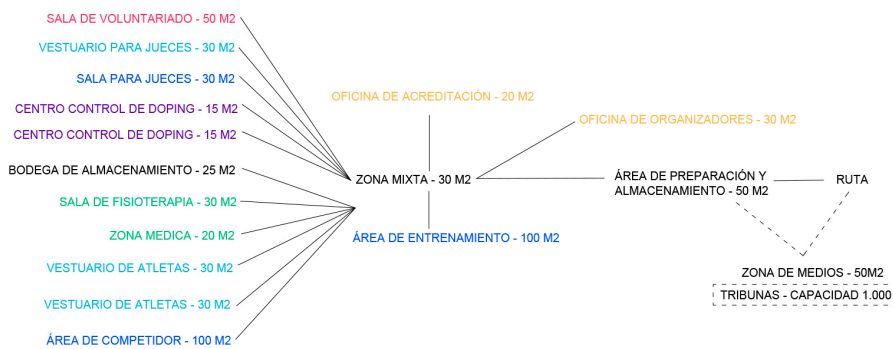 SALA DE VOLUNTARIADO - 50 M2
VESTUARIO PARA JUECES - 30 M2
SALA PARA JUECES - 30 M2
CENTRO CONTROL DE DOPING - 15 M2
CENTRO CONTROL DE DOPING - 15 M2
BODEGA DE ALMACENAMIENTO - 25 M2
SALA DE FISIOTERAPIA - 30 M2
ZONA MEDICA - 20 M2
VESTUARIO DE ATLETAS - 30 M2
VESTUARIO DE ATLETAS - 30 M2
ÁREA DE COMPETIDOR - 100 M2
OFICINA DE ACREDITACIÓN - 20 M2
ZONA MIXTA - 30 M2
ÁREA DE ENTRENAMIENTO - 100 M2
OFICINA DE ORGANIZADORES - 30 M2
ÁREA DE PREPARACIÓN Y
ALMACENAMIENTO - 50 M2
RUTA
ZONA DE MEDIOS - 50M2
TRIBUNAS - CAPACIDAD 1.000